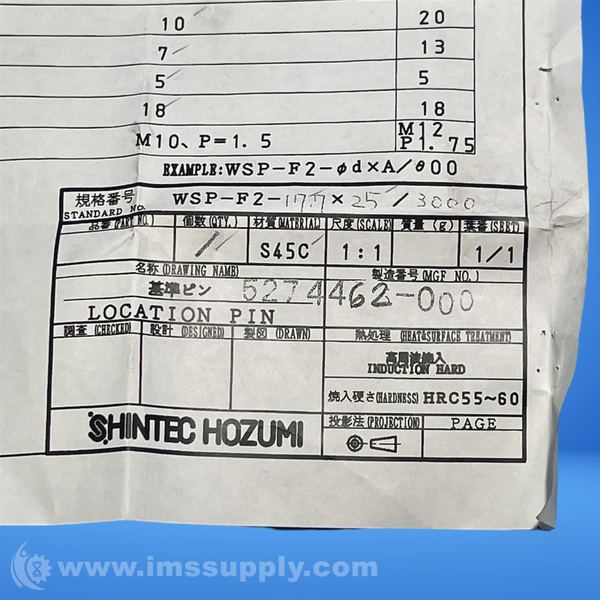 10 20
7 13
5 5
18 18
M10、P=1.5 M12 P1.75
EXAMPLE:WSP-F2-φd×A/θ00
規格番号 WSP-F2-17.7×25/3000
STANDARD NO.
品番(PART NO.) 個数(QTY.) 材質(MATERIAL) 尺度(SCALE) 質量(g) 葉番(SHEET)
1 S45C 1:1 1/1
名称(DRAWING NAME) 製造番号(MGF NO.)
基準ピン 5274462-000
LOCATION PIN
調査(CHECKED) 設計(DESIGNED) 製図(DRAWN) 熱処理(HEAT&SURFACE TREATMENT)
高周波焼入
INDUCTION HARD
焼入硬さ(HARDNESS) HRC55~60
SHINTEC HOZUMI 投影法(PROJECTION) PAGE
www.imssupply.com